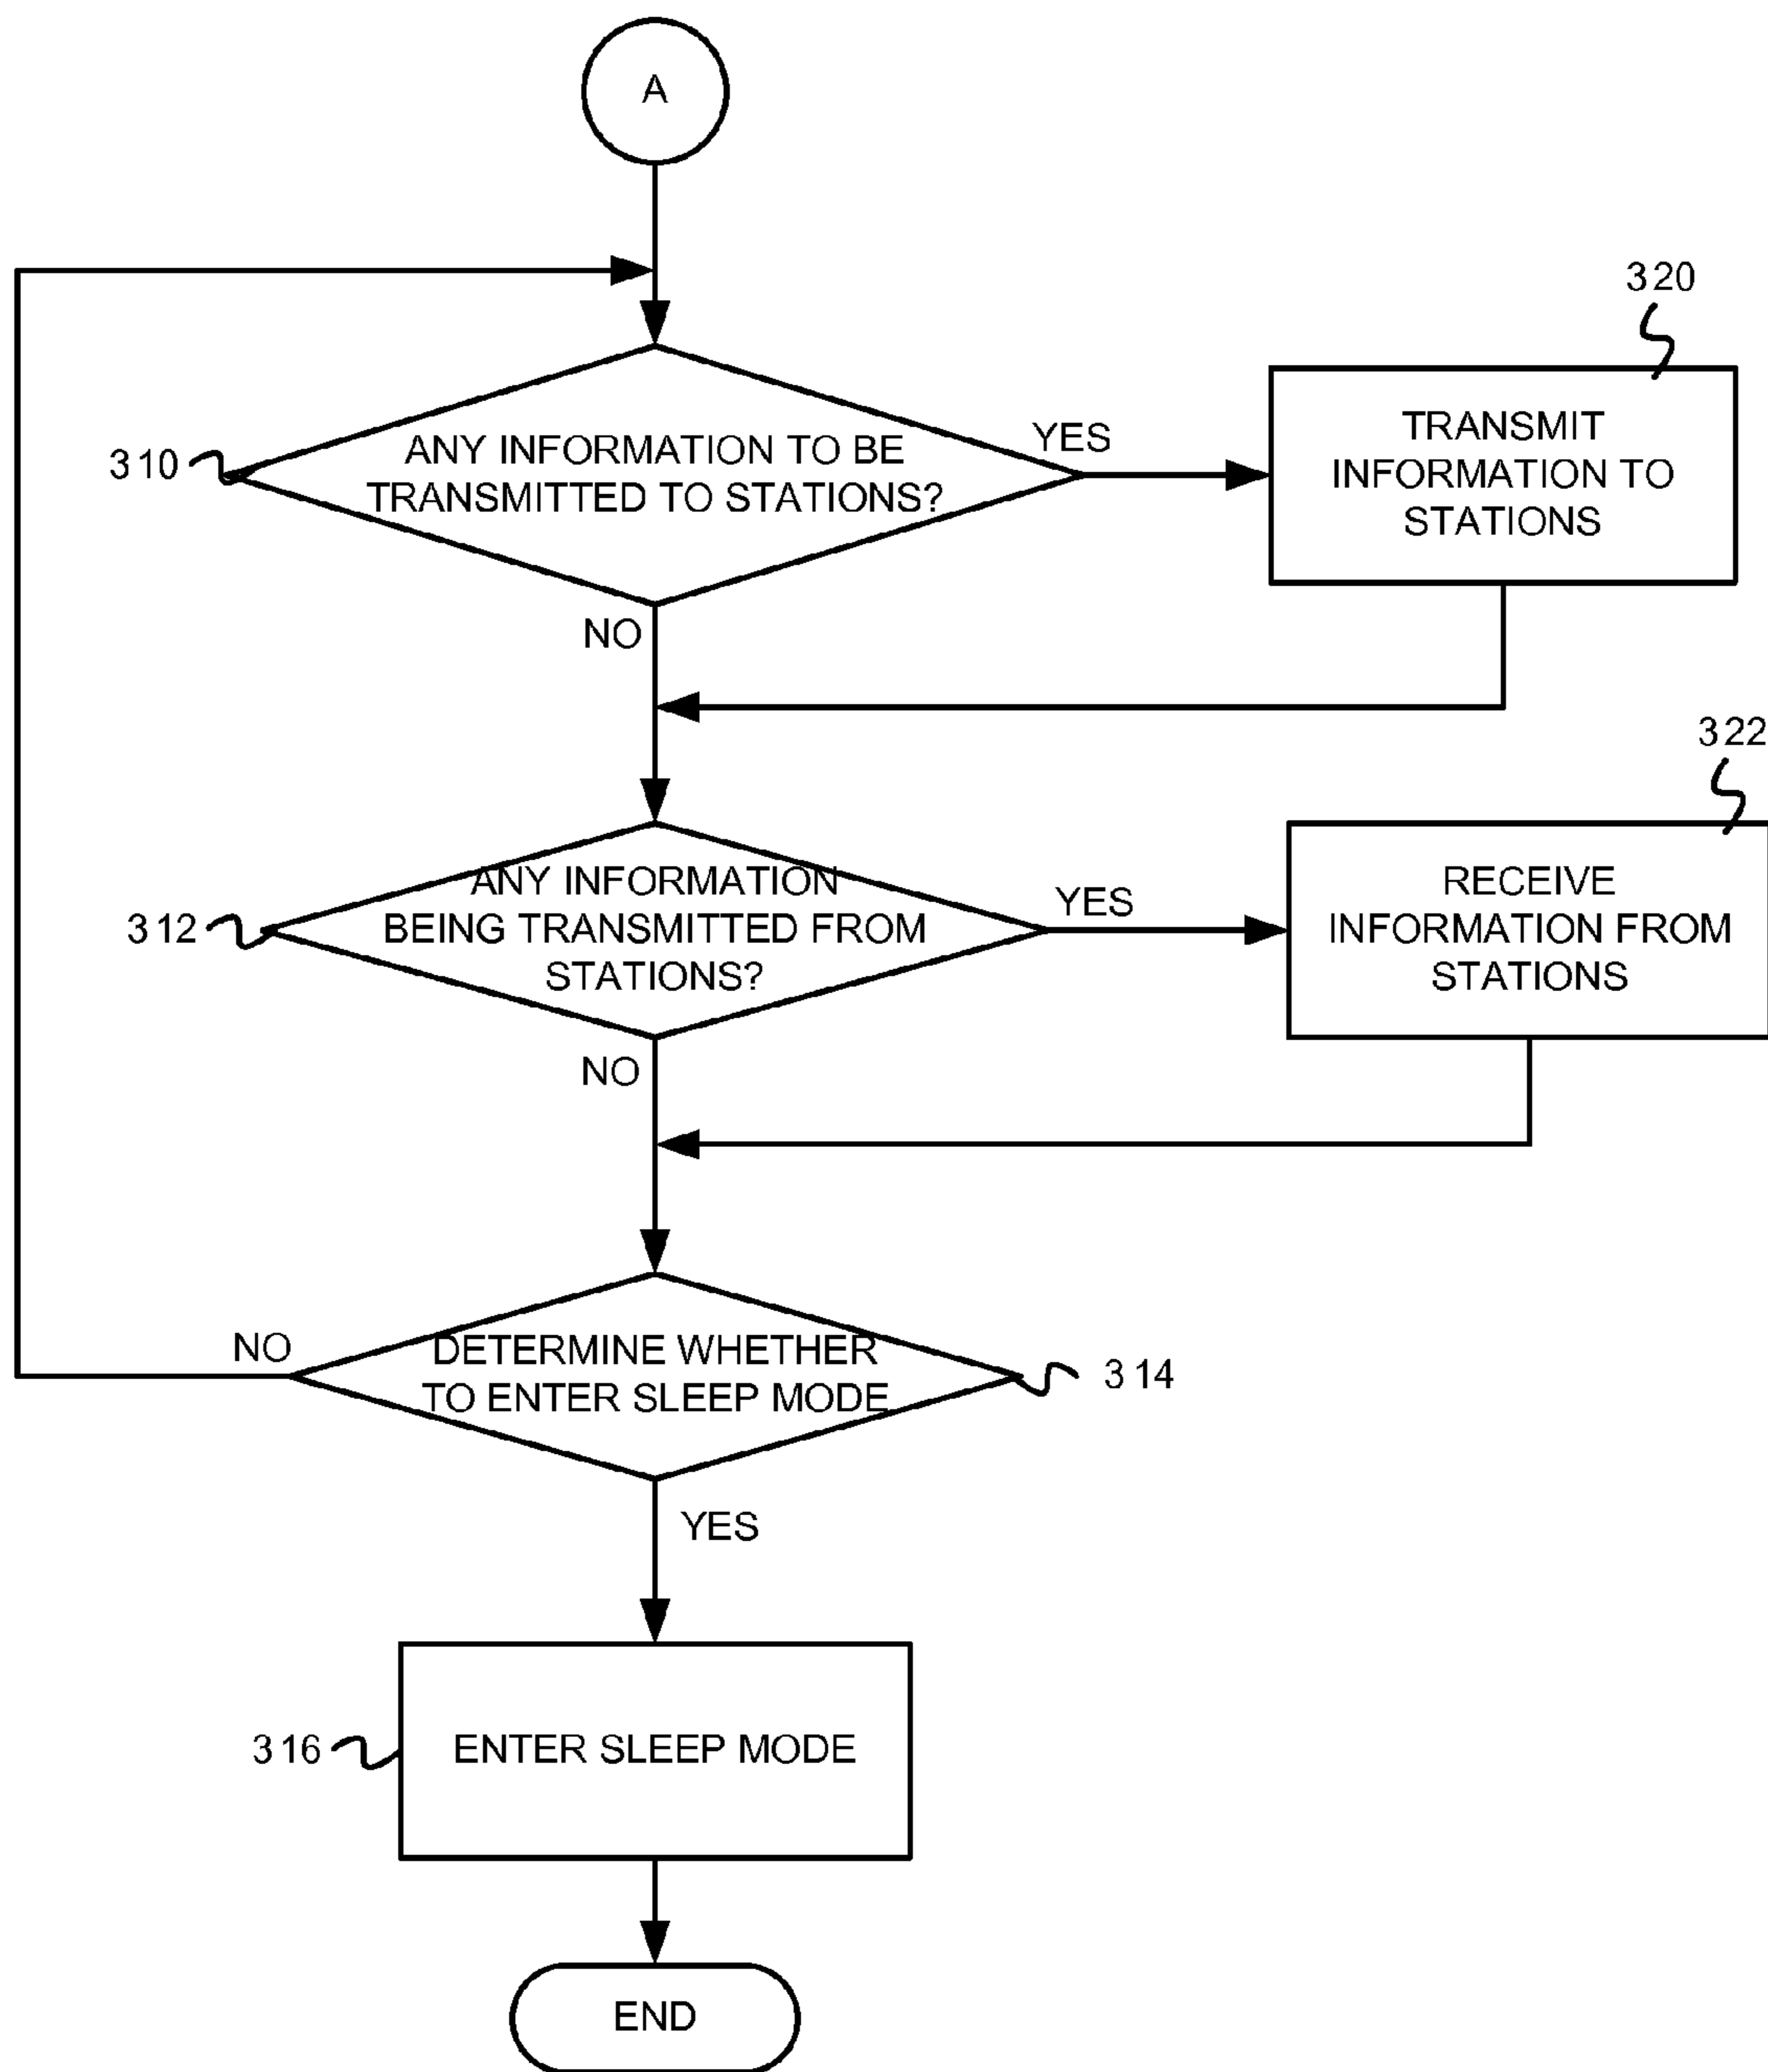 A
320
310
ANY INFORMATION TO BE
TRANSMITTED TO STATIONS?
YES
TRANSMIT
INFORMATION TO
STATIONS
NO
322
312
ANY INFORMATION
BEING TRANSMITTED FROM
STATIONS?
YES
RECEIVE
INFORMATION FROM
STATIONS
NO
NO
DETERMINE WHETHER
TO ENTER SLEEP MODE
314
YES
316
ENTER SLEEP MODE
END